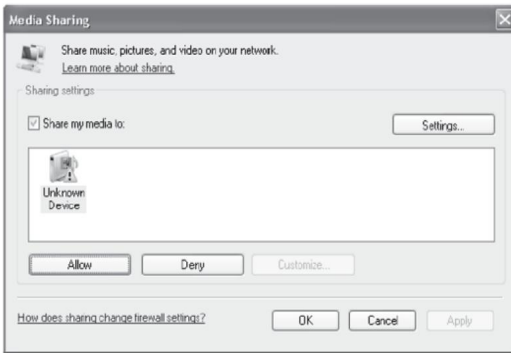 Media Sharing
Share music, pictures, and video on your network.
Learn more about sharing.
Sharing settings
Share my media to:
Settings...
Unknown
Device
Allow
Deny
Customize...
How does sharing change firewall settings?
OK
Cancel
Apply